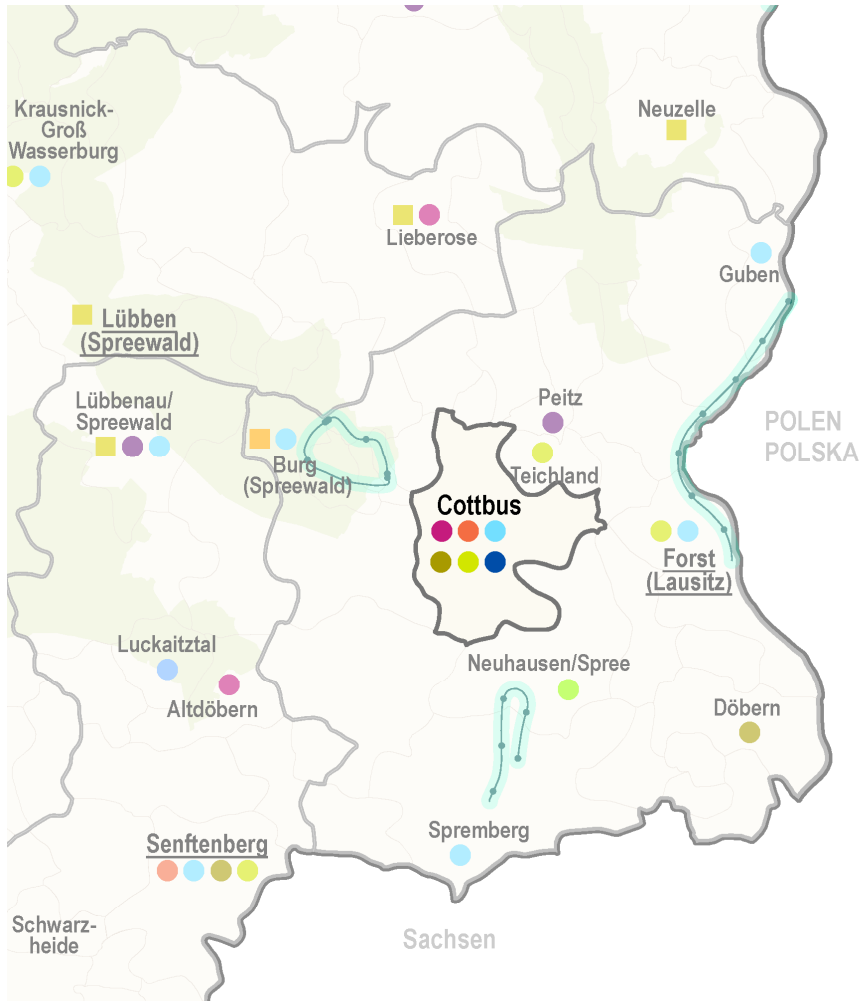 Krausnick-
Groß
Wasserburg
Neuzelle
Lieberose
Guben
Lübben
(Spreewald)
Lübbenau/
Spreewald
Peitz
POLEN
POLSKA
Burg
(Spreewald)
Teichland
Cottbus
Forst
(Lausitz)
Luckaitztal
Neuhausen/Spree
Altdöbern
Döbern
Spremberg
Senftenberg
Schwarz-
heide
Sachsen